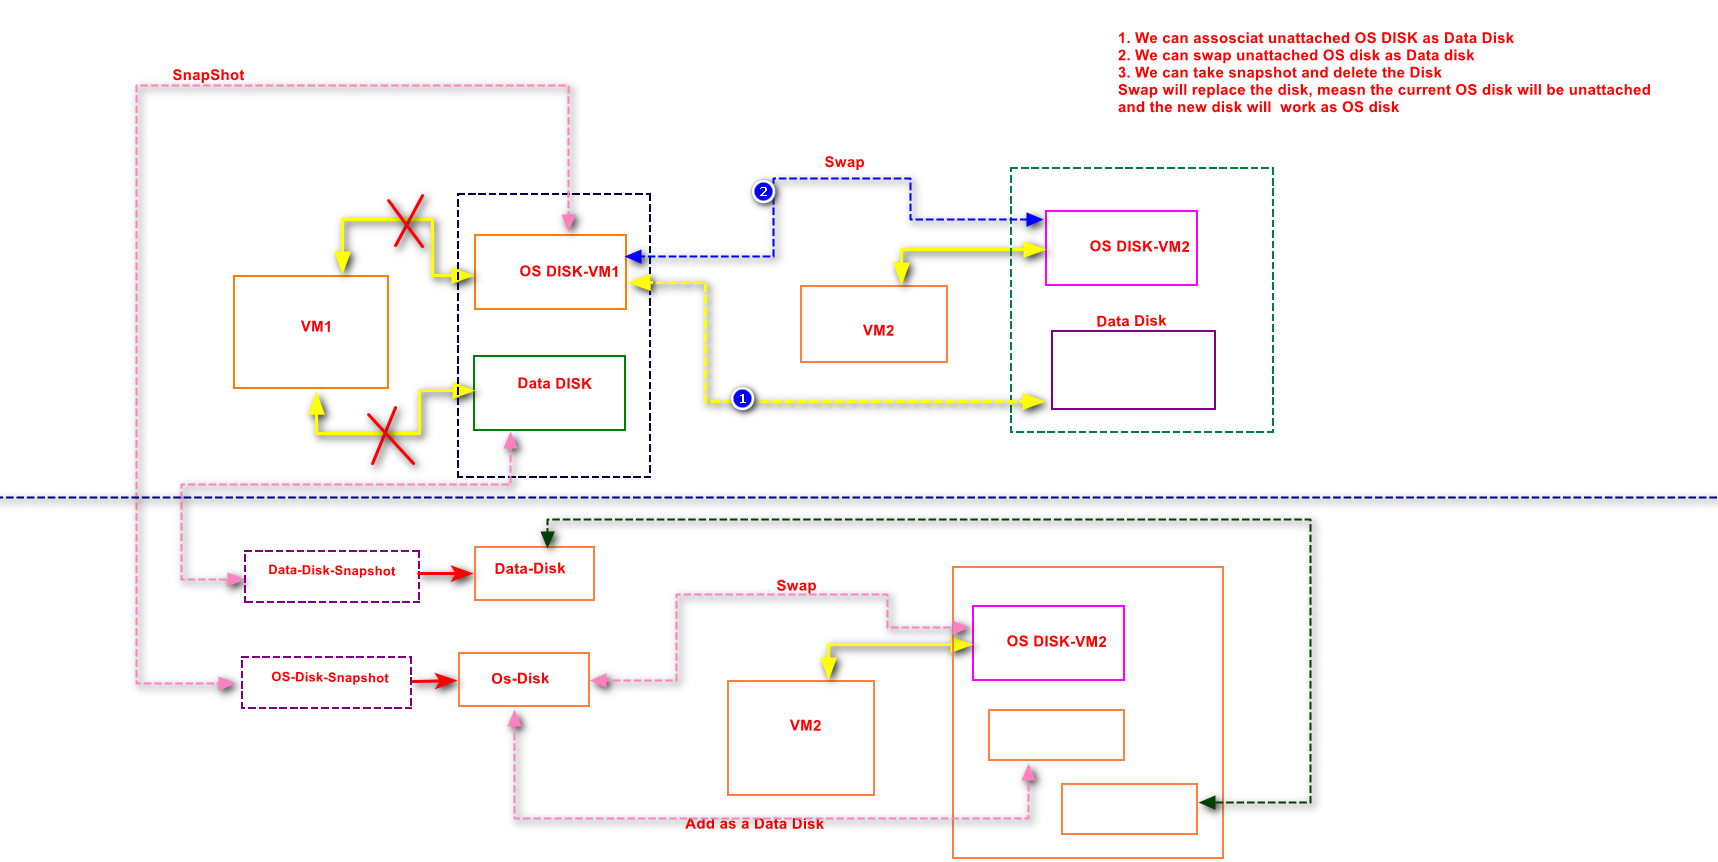 1. We can assosciat unattached OS DISK as Data Disk
2. We can swap unattached OS disk as Data disk
3. We can take snapshot and delete the Disk
Swap will replace the disk, measn the current OS disk will be unattached
and the new disk will  work as OS disk
SnapShot
Swap
2
OS DISK-VM2
OS DISK-VM1
VM1
VM2
Data Disk
Data DISK
1
Data-Disk-Snapshot
Data-Disk
Swap
OS DISK-VM2
OS-Disk-Snapshot
Os-Disk
VM2
Add as a Data Disk